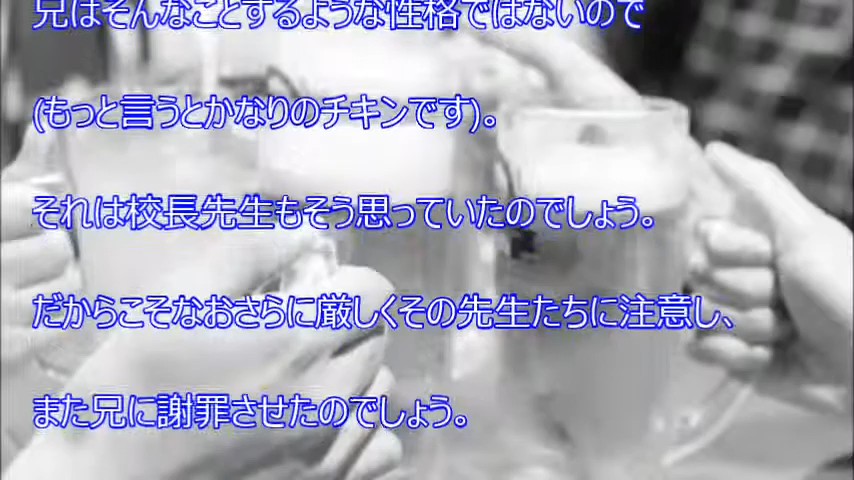 兄はそんなことするような性格ではないので
(もっと言うとかなりのチキンです)。
それは校長先生もそう思っていたのでしょう。
だからこそなおさらに厳しくその先生たちに注意し、
また兄に謝罪させたのでしょう。